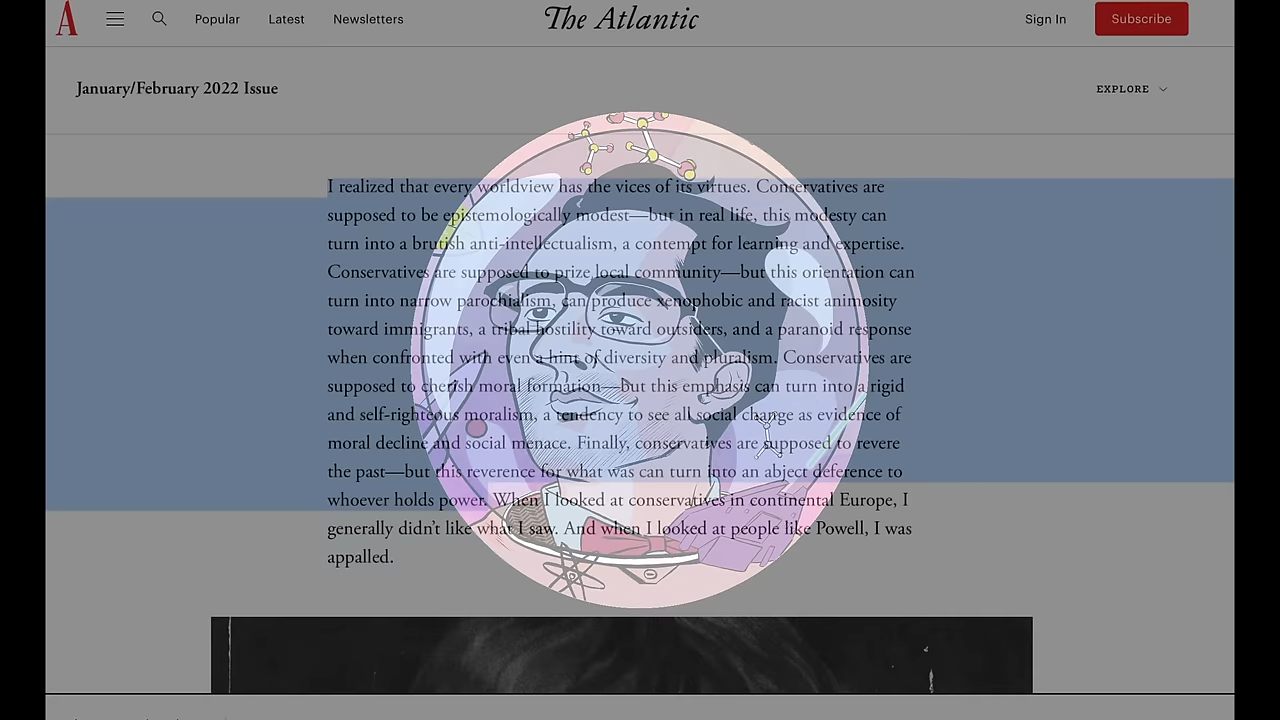 A
Popular
Latest
Newsletters
The Atlantic
Sign In
Subscribe
January/February 2022 Issue
EXPLORE
I realized that every worldview has the vices of its virtues. Conservatives are
supposed to be epistemologically modest—but in real life, this modesty can
turn into a brutish anti-intellectualism, a contempt for learning and expertise.
Conservatives are supposed to prize local community—but this orientation can
turn into narrow parochialism, can produce xenophobic and racist animosity
toward immigrants, a tribal hostility toward outsiders, and a paranoid response
when confronted with even a hint of diversity and pluralism. Conservatives are
supposed to cherish moral formation—but this emphasis can turn into a rigid
and self-righteous moralism, a tendency to see all social change as evidence of
moral decline and social menace. Finally, conservatives are supposed to revere
the past—but this reverence for what was can turn into an abject deference to
whoever holds power. When I looked at conservatives in continental Europe, I
generally didn’t like what I saw. And when I looked at people like Powell, I was
appalled.